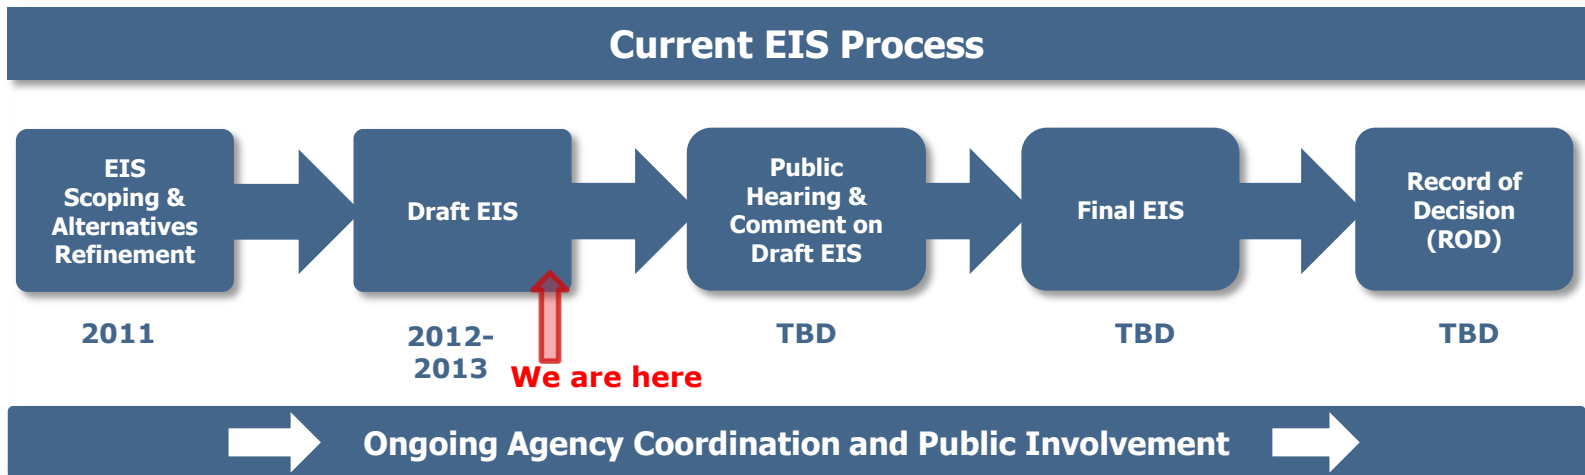 Current EIS Process
EIS
Scoping &
Alternatives
Refinement
Draft EIS
Public
Hearing &
Comment on
Draft EIS
Final EIS
Record of
Decision
(ROD)
2011
2012-
2013
TBD
TBD
TBD
We are here
Ongoing Agency Coordination and Public Involvement